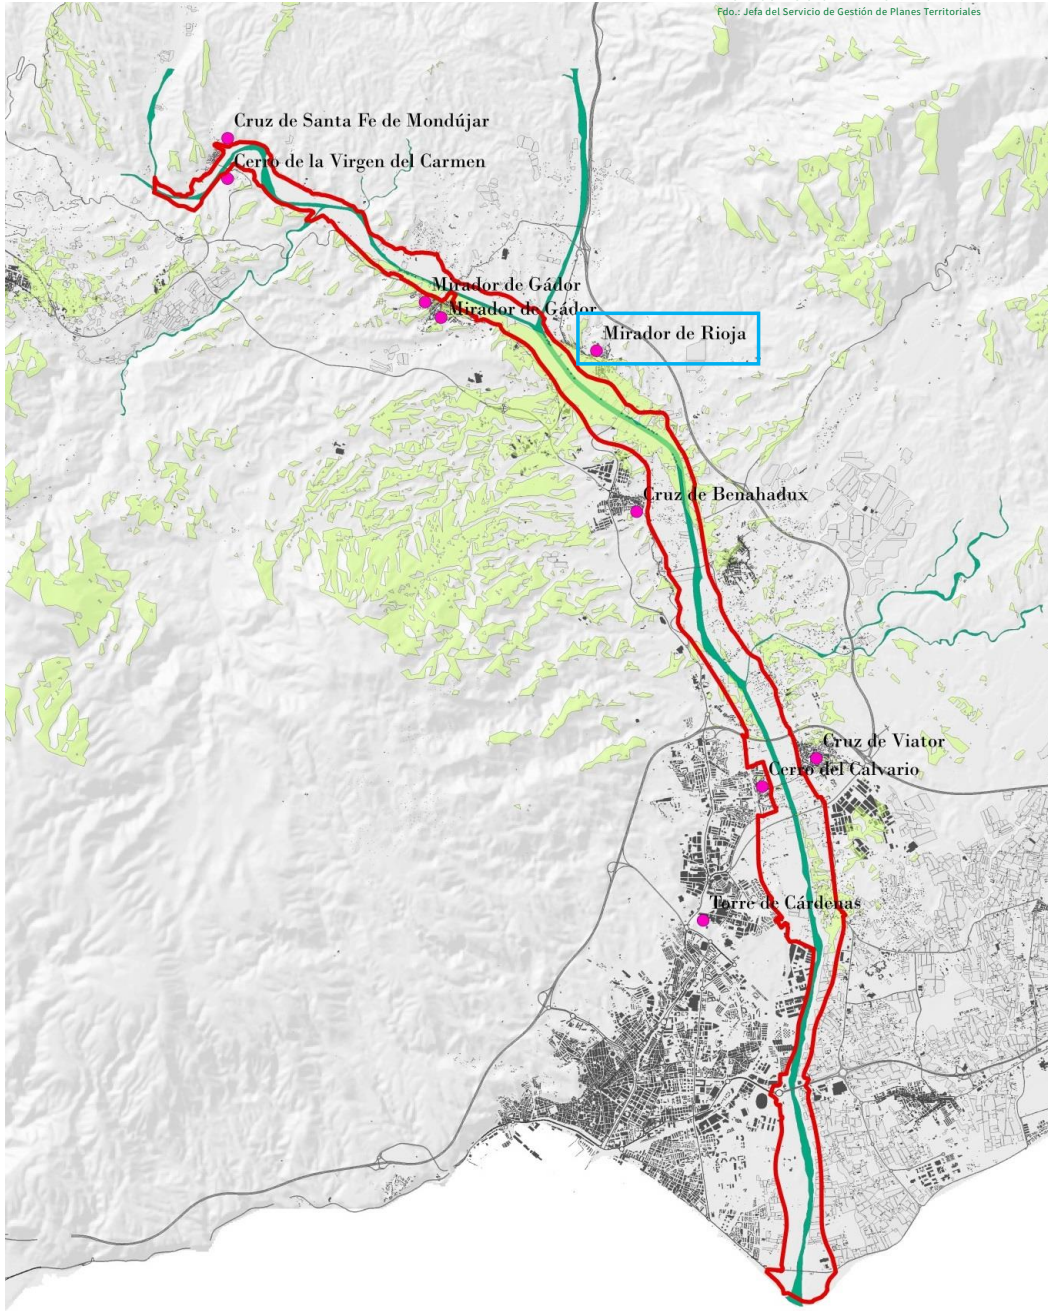 Fdo.: Jefa del Servicio de Gestión de Planes Territoriales
Cruz de Santa Fe de Mondújar
Cerro de la Virgen del Carmen
Mirador de Gádor
Mirador de Gádor
Mirador de Rioja
Cruz de Benahadux
Cruz de Viator
Cerro del Calvario
Torre de Cárdenas